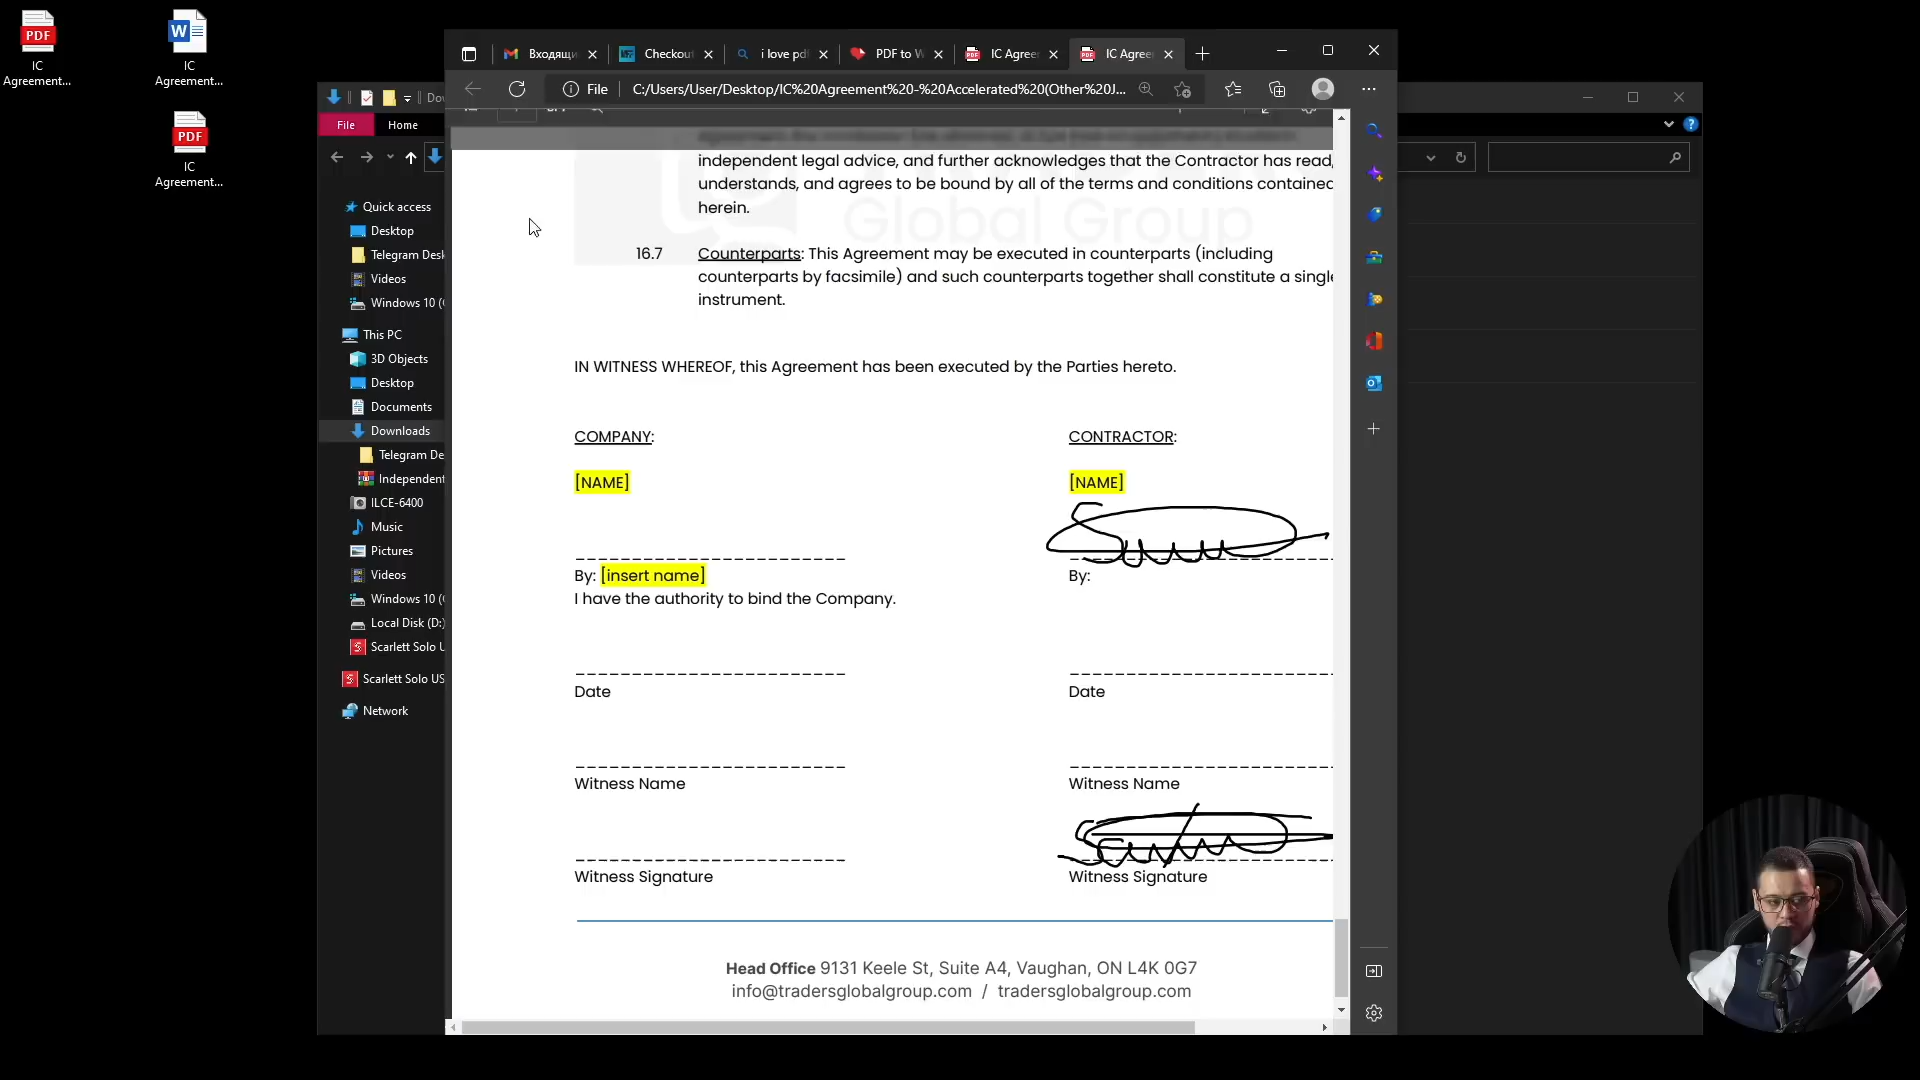 IC
Agreement...
Agreement...
IC
Agreement...
File
Home
Quick access
Desktop
Telegram Desk
Videos
Windows 10 (
This PC
3D Objects
Desktop
Documents
Downloads
Telegram De
Independent
ILCE-6400
Music
Pictures
Videos
Windows 10 (
Local Disk (D:)
Scarlett Solo U
Scarlett Solo US
Network
Входящи
Checkout
i love pd
PDF to W
IC Agree
IC Agree
File
C:/Users/User/Desktop/IC%20Agreement%20-%20Accelerated%20(Other%20J...
independent legal advice, and further acknowledges that the Contractor has read,
understands, and agrees to be bound by all of the terms and conditions contained
herein.
Global Group
16.7 Counterparts: This Agreement may be executed in counterparts (including
counterparts by facsimile) and such counterparts together shall constitute a single
instrument.
IN WITNESS WHEREOF, this Agreement has been executed by the Parties hereto.
COMPANY:
[NAME]
By: [insert name]
I have the authority to bind the Company.
Date
Witness Name
Witness Signature
CONTRACTOR:
[NAME]
By:
Date
Witness Name
Witness Signature
Head Office 9131 Keele St, Suite A4, Vaughan, ON L4K 0G7
info@tradersglobalgroup.com / tradersglobalgroup.com